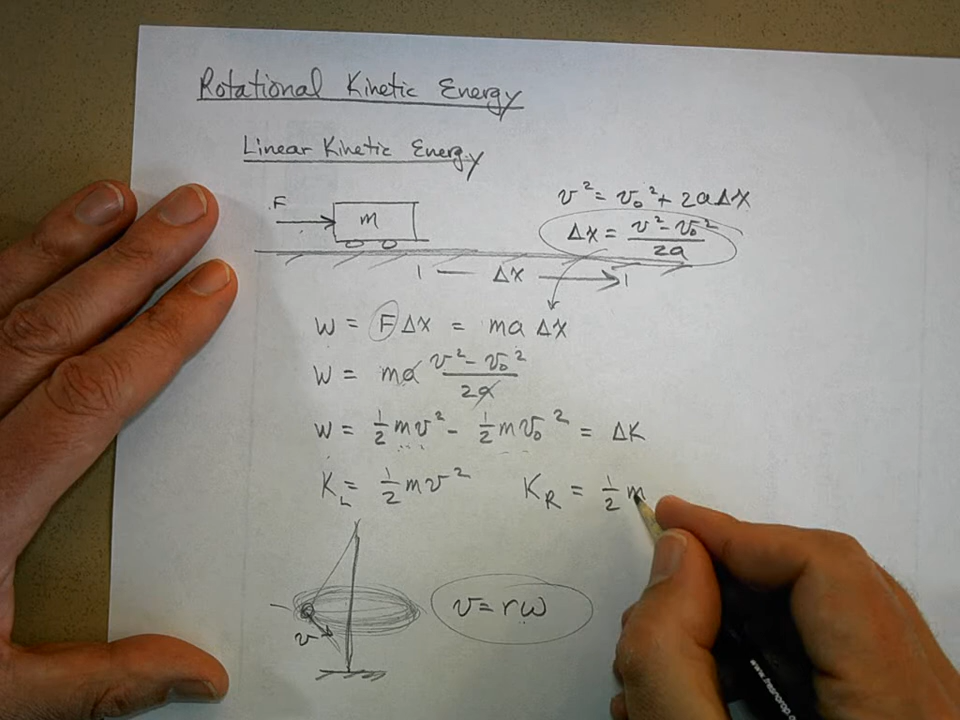 Rotational Kinetic Energy
Linear Kinetic Energy
v² = v₀² + 2aΔx
F
m
Δx = (v² - v₀²)/2a
Δx
W = FΔx = maΔx
W = ma (v² - v₀²)/2a
W = ½mv² - ½mv₀² = ΔK
K_L = ½mv²   K_R = ½m
v = rω
v